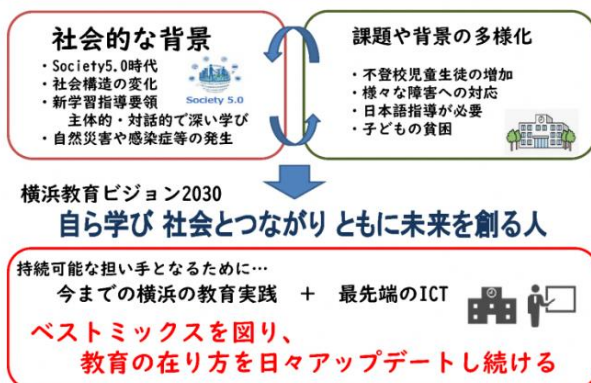 社会的な背景
・Society5.0時代
・社会構造の変化
・新学習指導要領
主体的・対話的で深い学び
・自然災害や感染症等の発生
Society 5.0
課題や背景の多様化
・不登校児童生徒の増加
・様々な障害への対応
・日本語指導が必要
・子どもの貧困
横浜教育ビジョン2030
自ら学び 社会とつながり ともに未来を創る人
持続可能な担い手となるために…
今までの横浜の教育実践 + 最先端のICT
ベストミックスを図り、
教育の在り方を日々アップデートし続ける